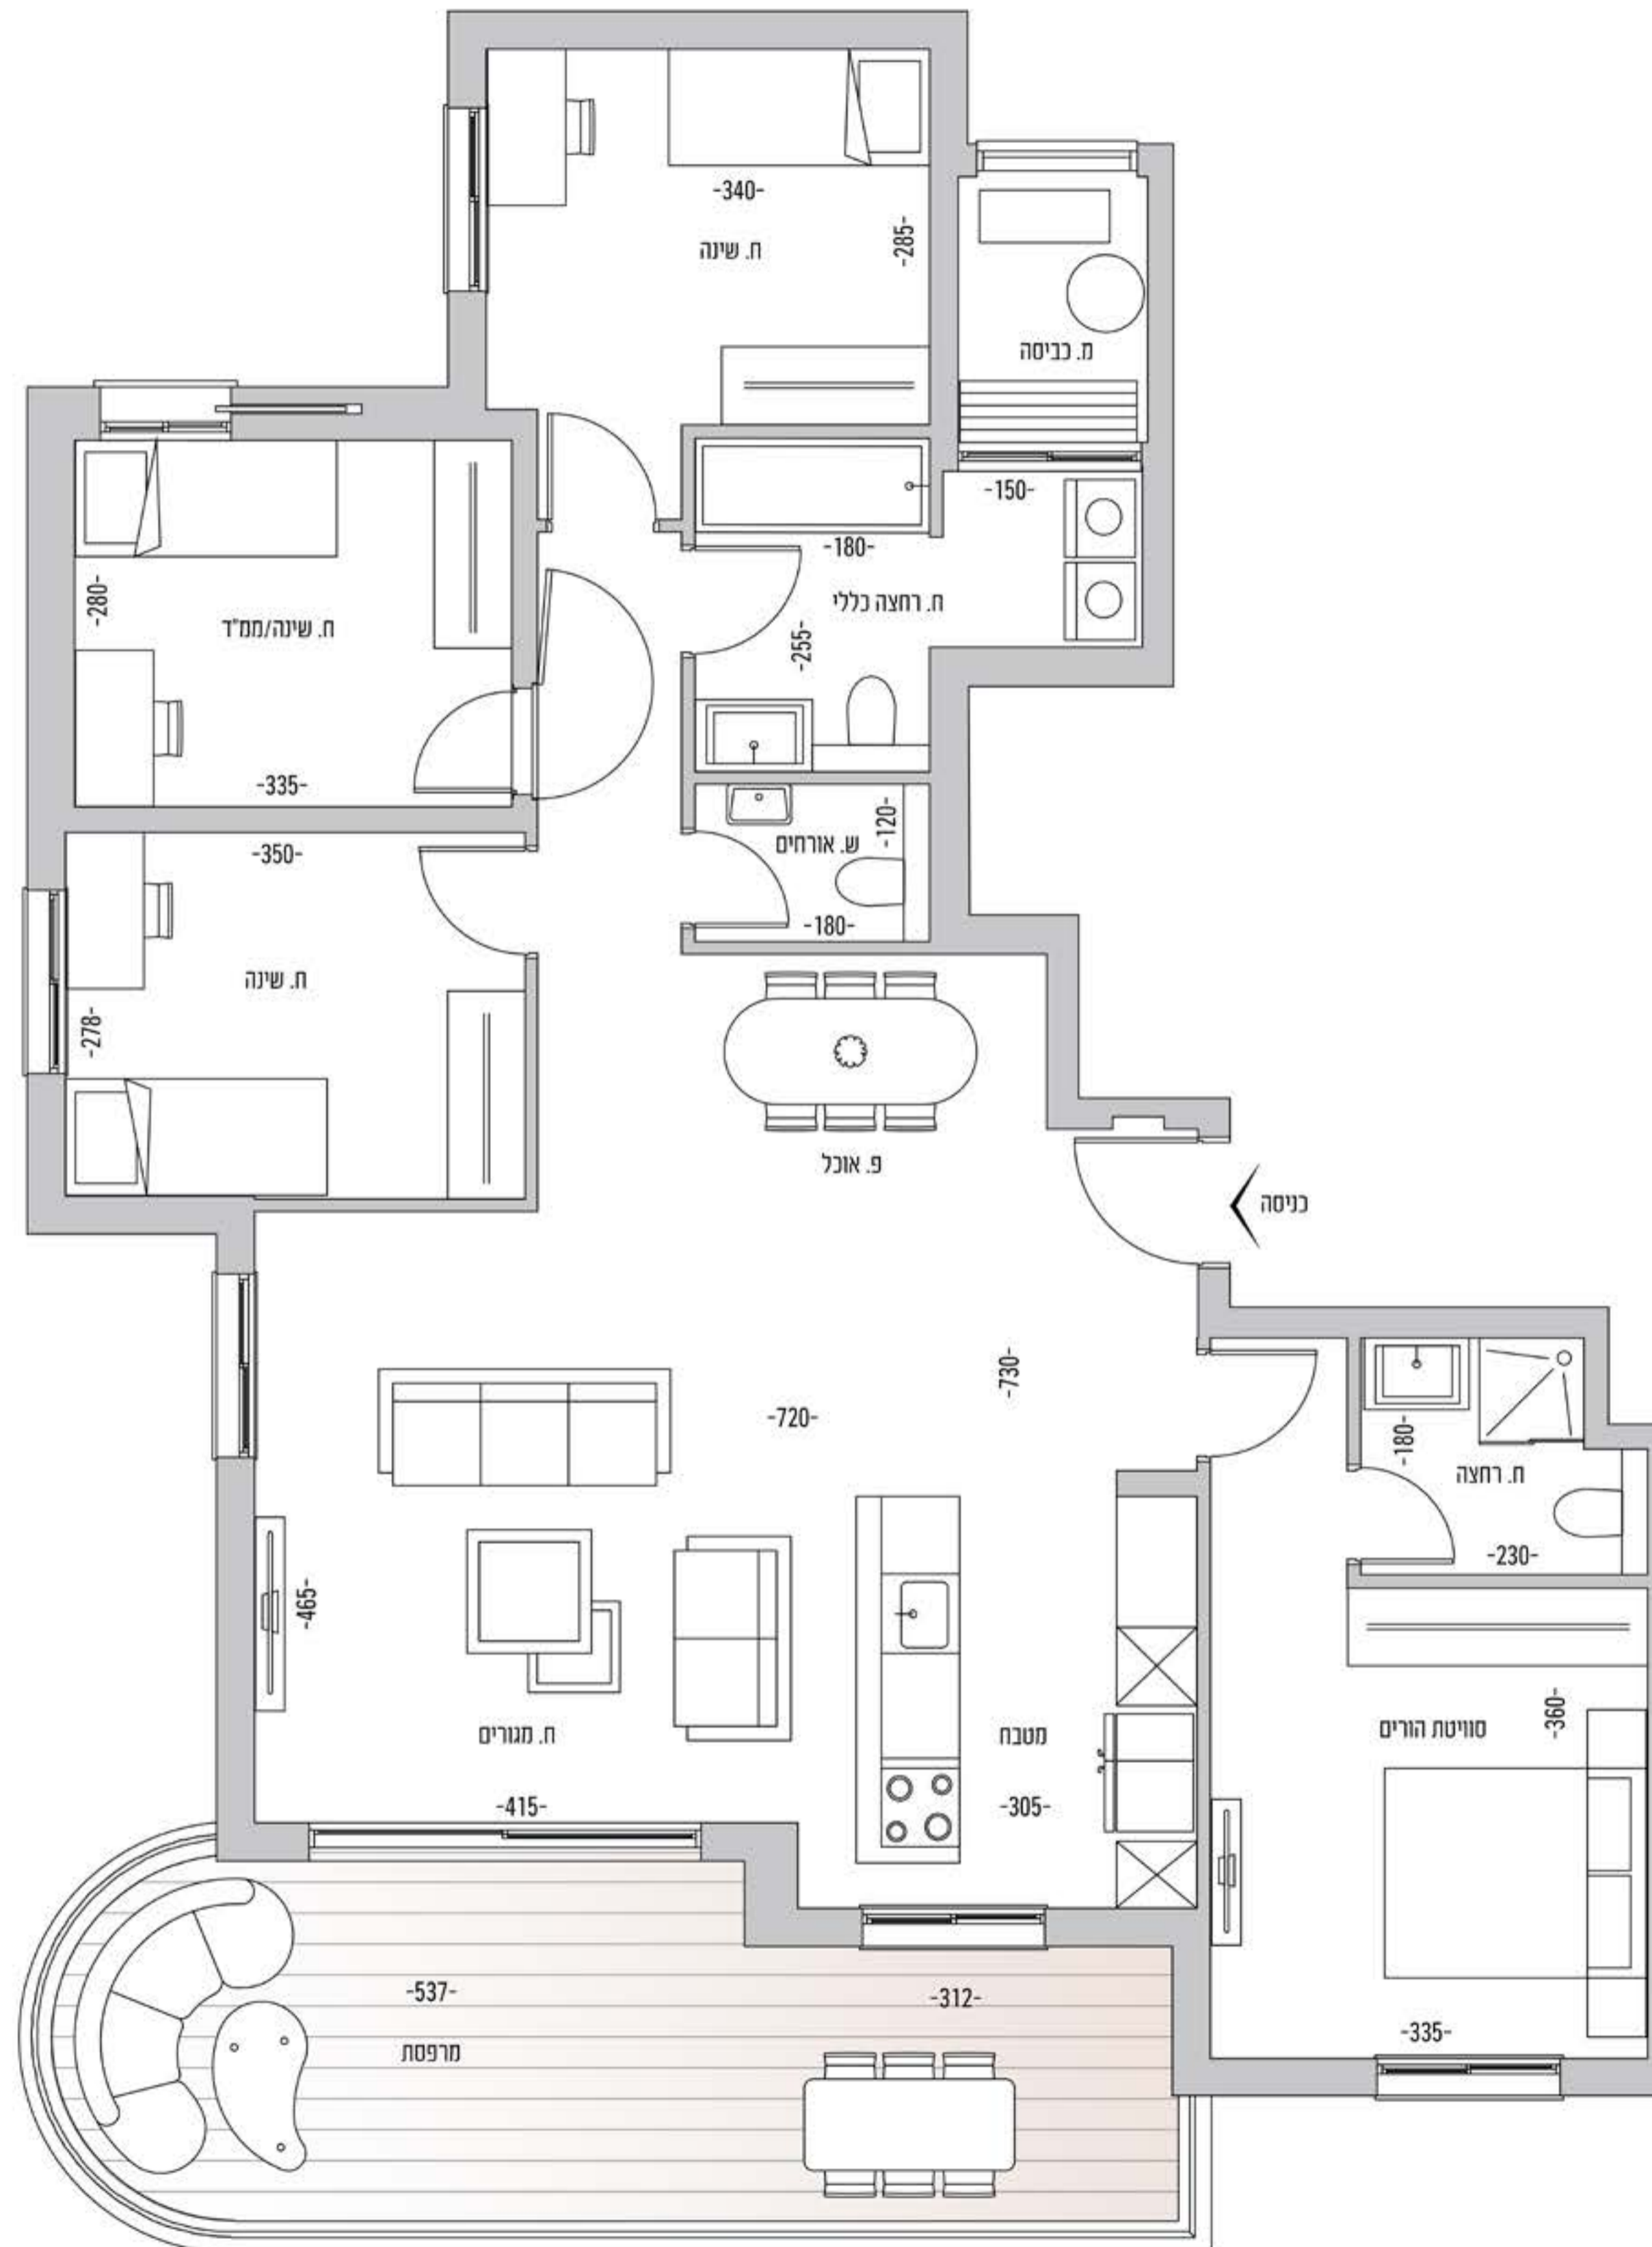 -340-
-285-
ח. שינה
מ. כביסה
-150-
-180-
ח. רחצה כללי
-255-
-280-
ח. שינה/ממ"ד
-335-
-120-
ש. אורחים
-180-
-350-
ח. שינה
-278-
פ. אוכל
כניסה
-730-
-720-
-180-
ח. רחצה
-230-
-465-
ח. מגורים
-415-
מטבח
-305-
סוויטת הורים
-360-
-335-
-537-
-312-
מרפסת